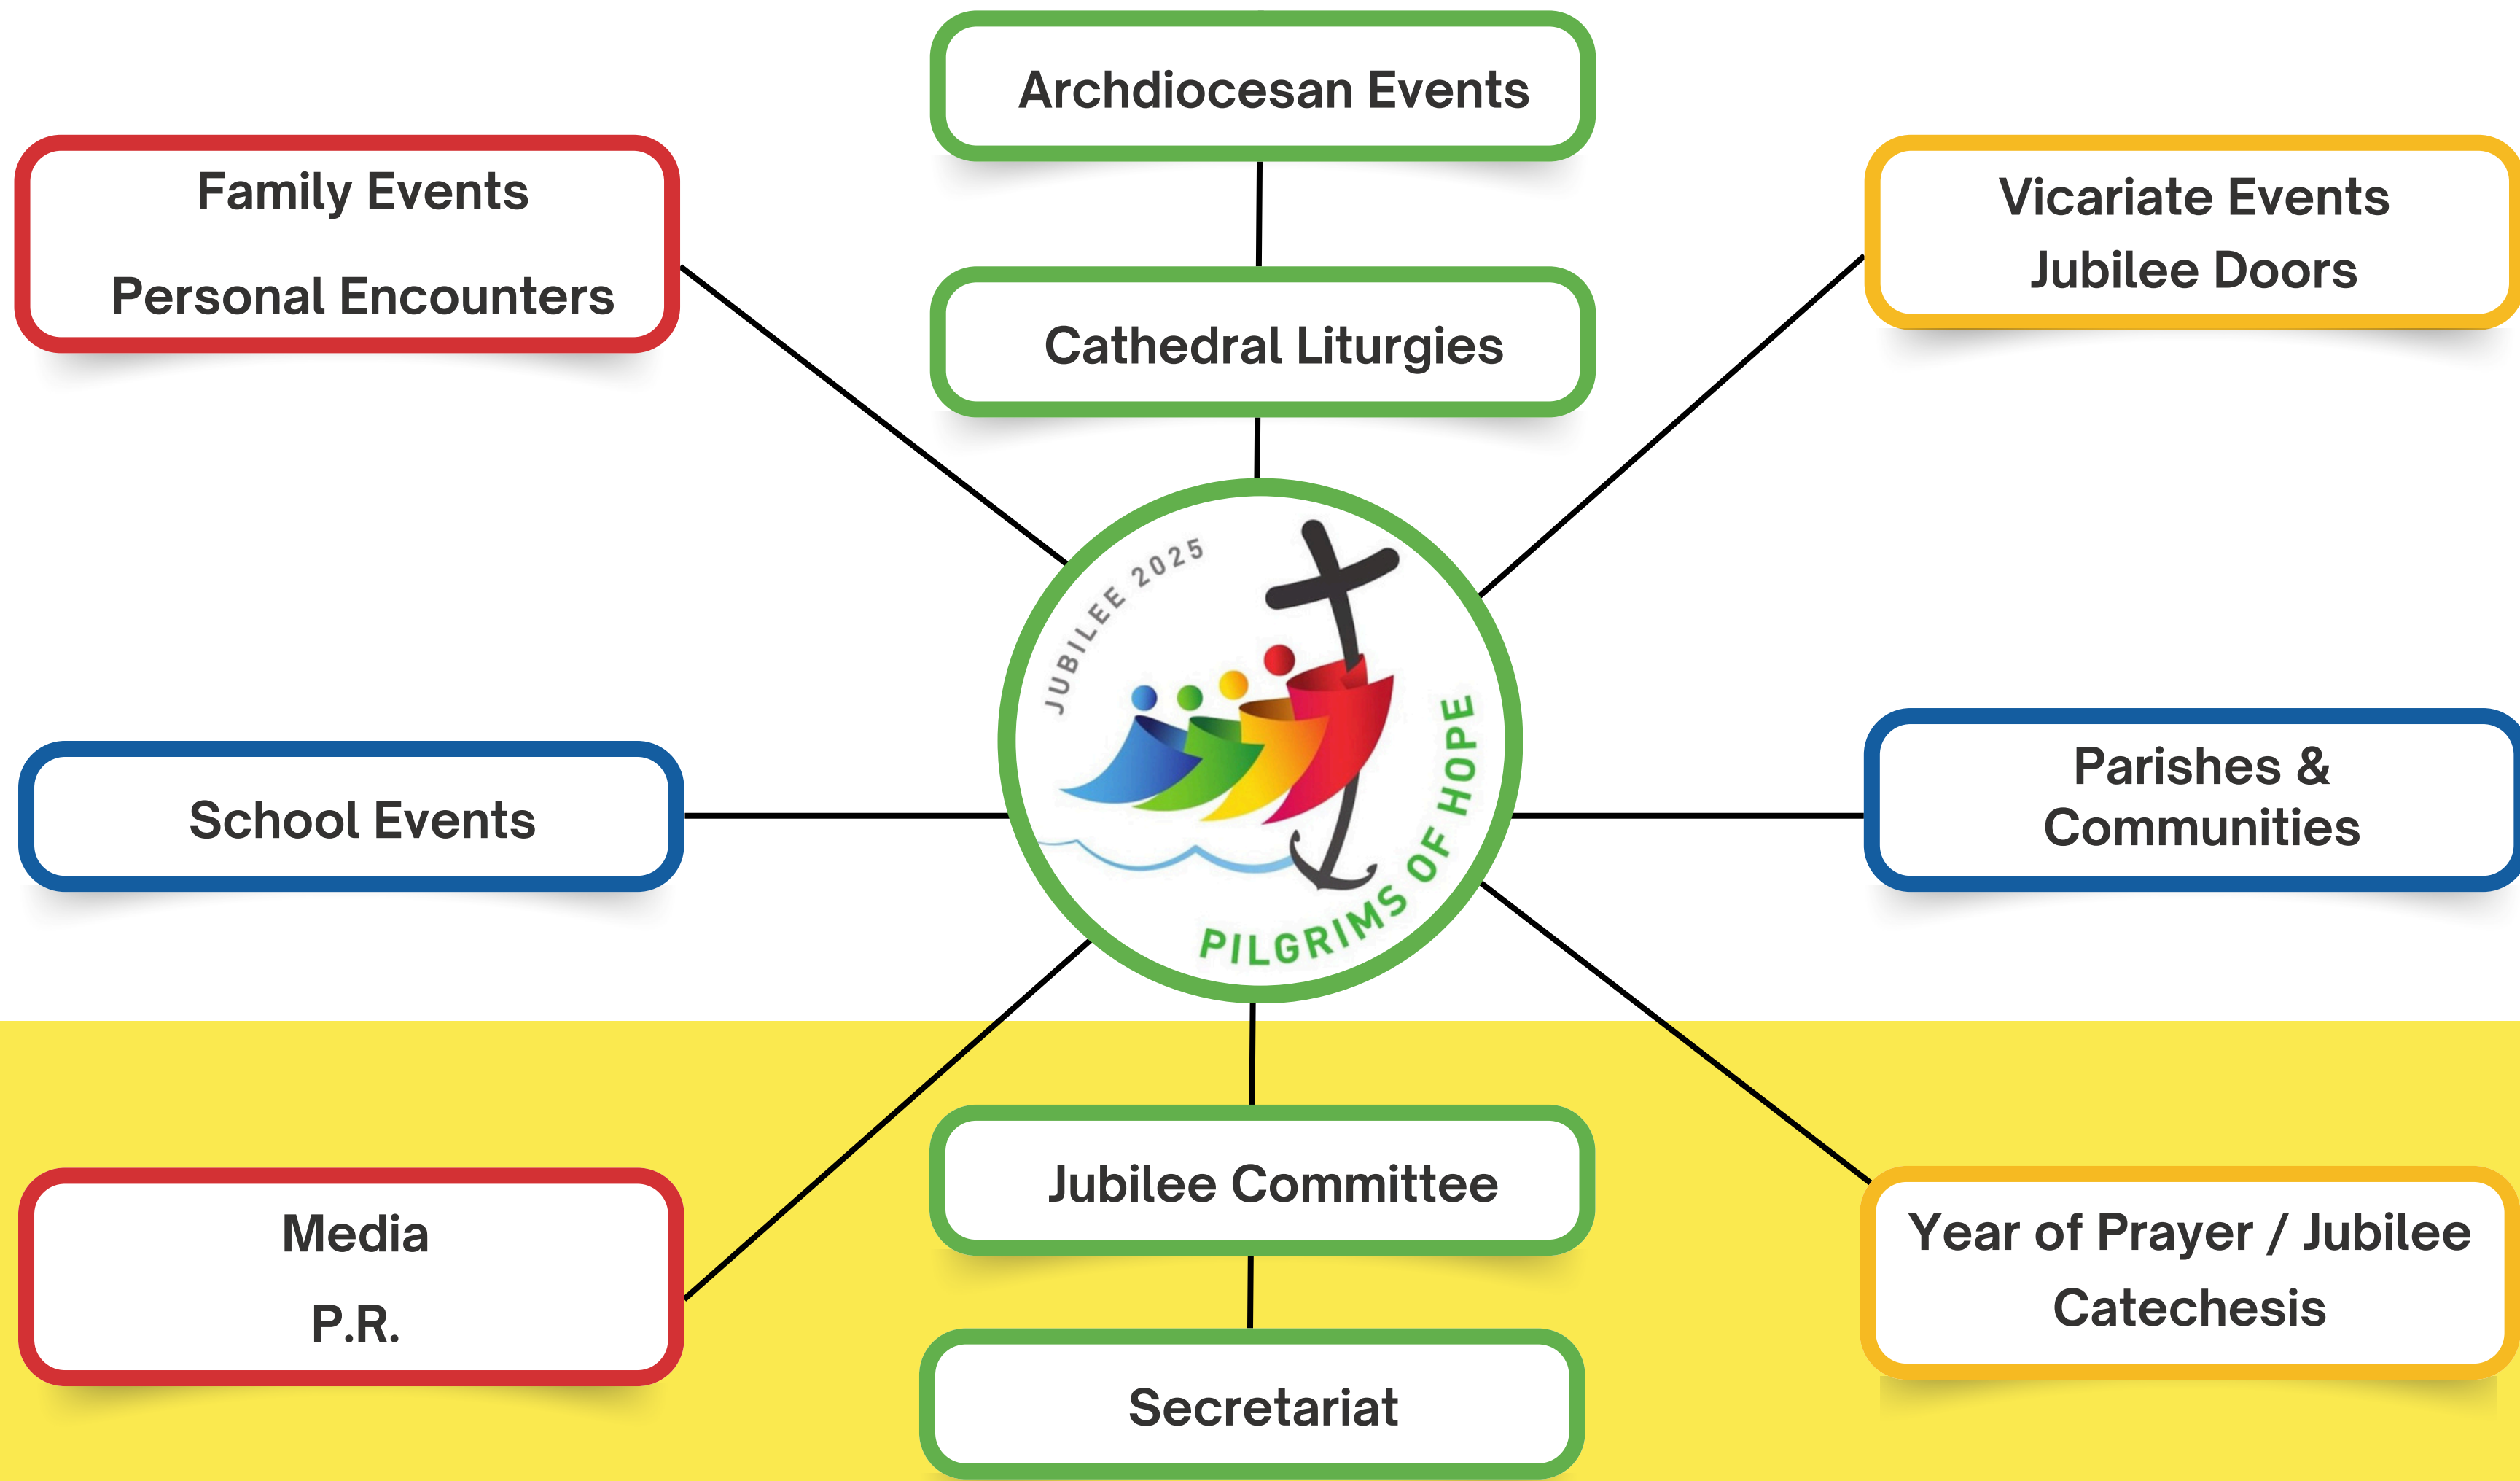 Archdiocesan Events
Family Events
Personal Encounters
Vicariate Events
Jubilee Doors
Cathedral Liturgies
JUBILEE 2025
PILGRIMS OF HOPE
School Events
Parishes &
Communities
Media
P.R.
Jubilee Committee
Year of Prayer / Jubilee
Catechesis
Secretariat